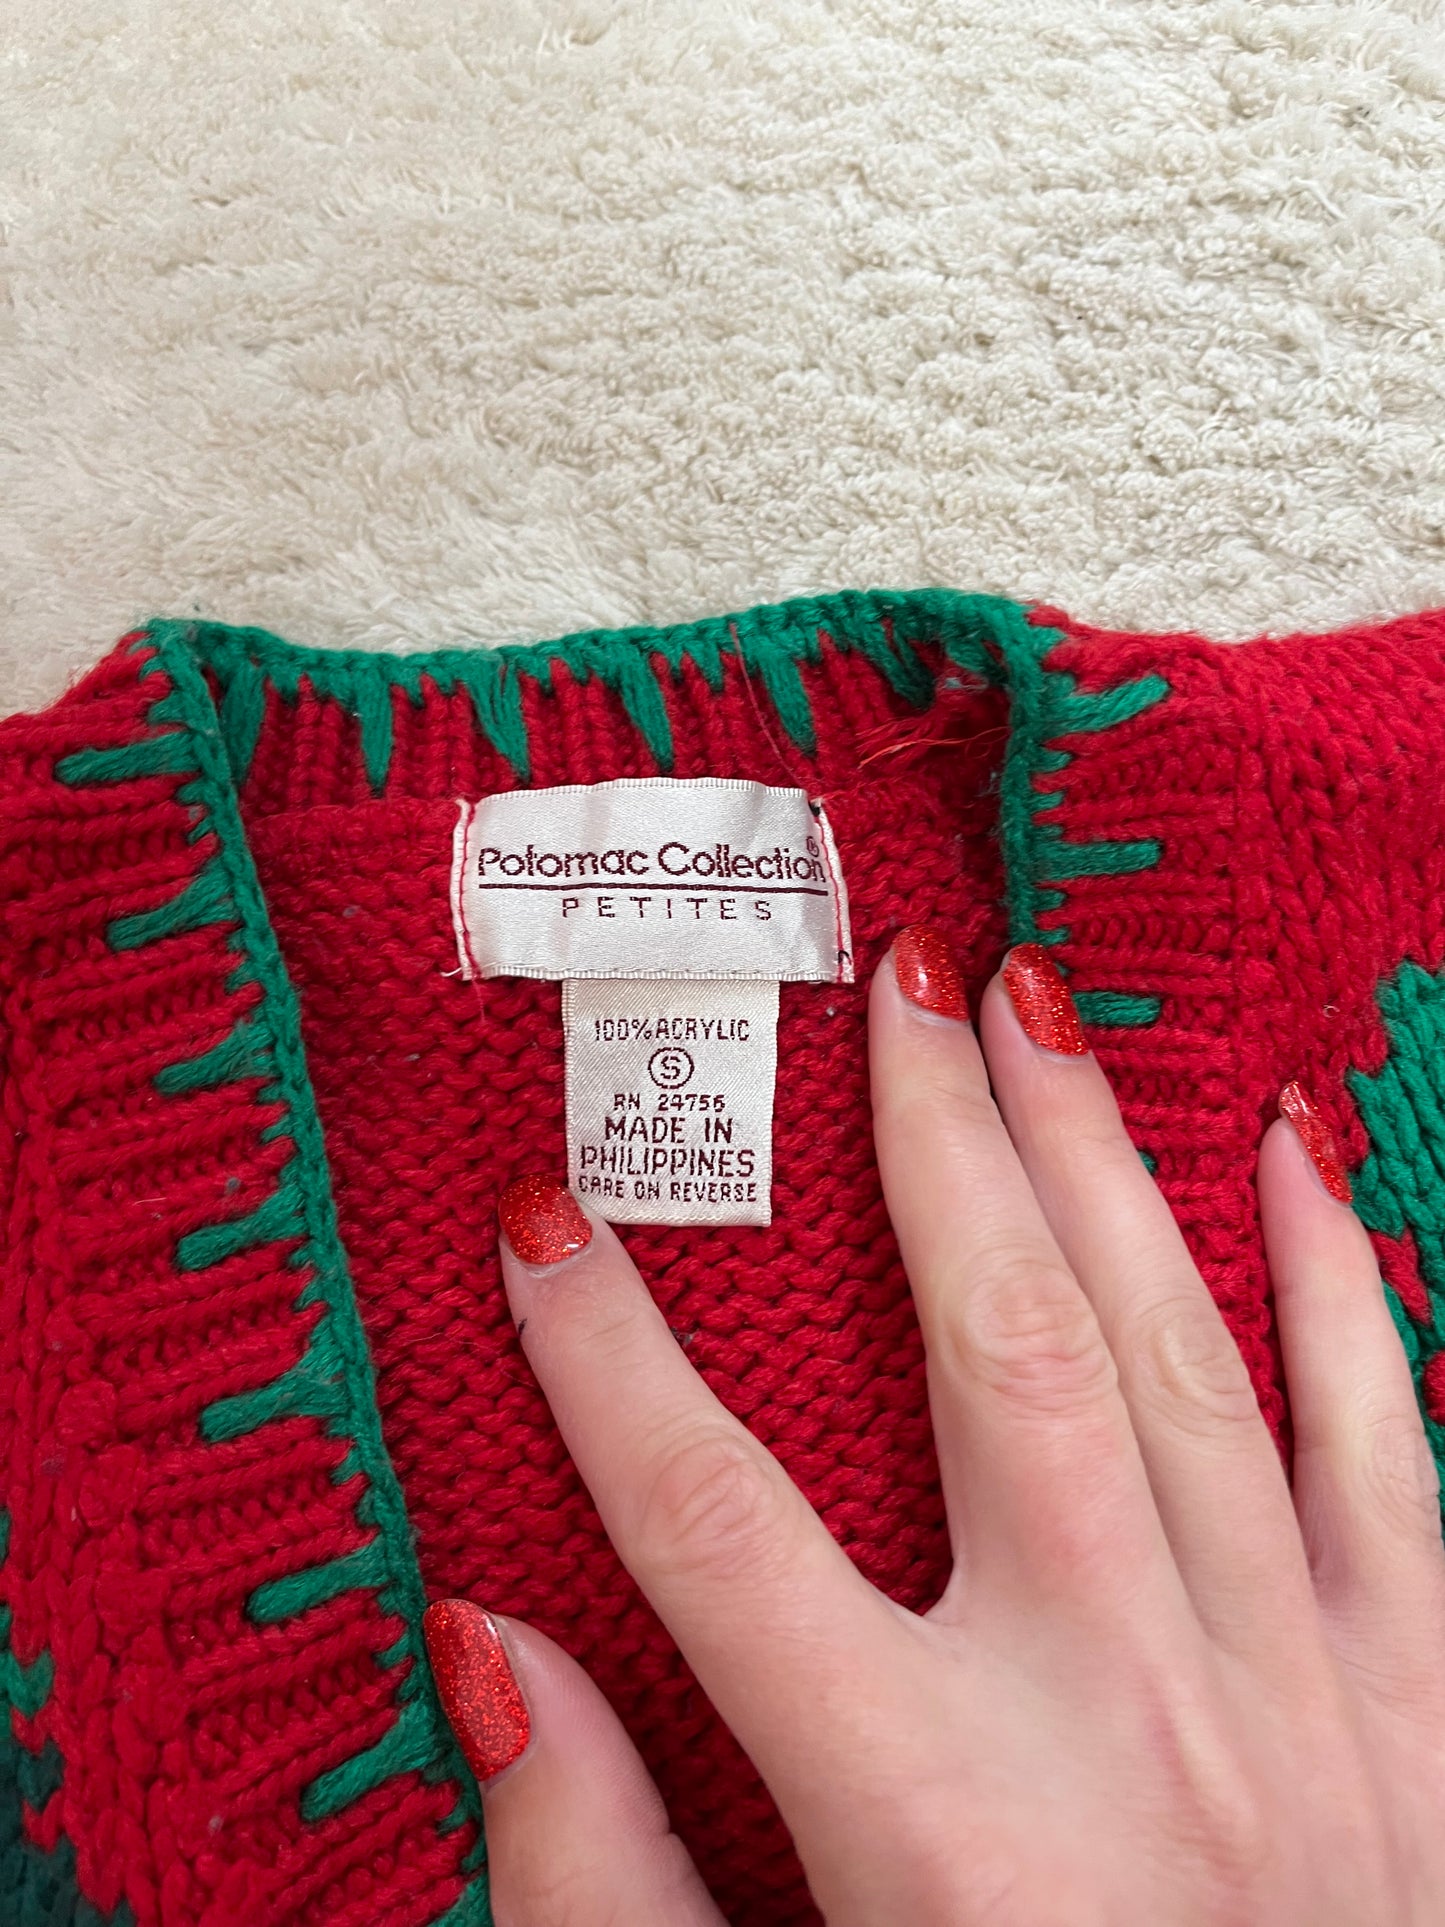 Potomac Collection®
PETITES
100% ACRYLIC
S
RN 24756
MADE IN
PHILIPPINES
CARE ON REVERSE